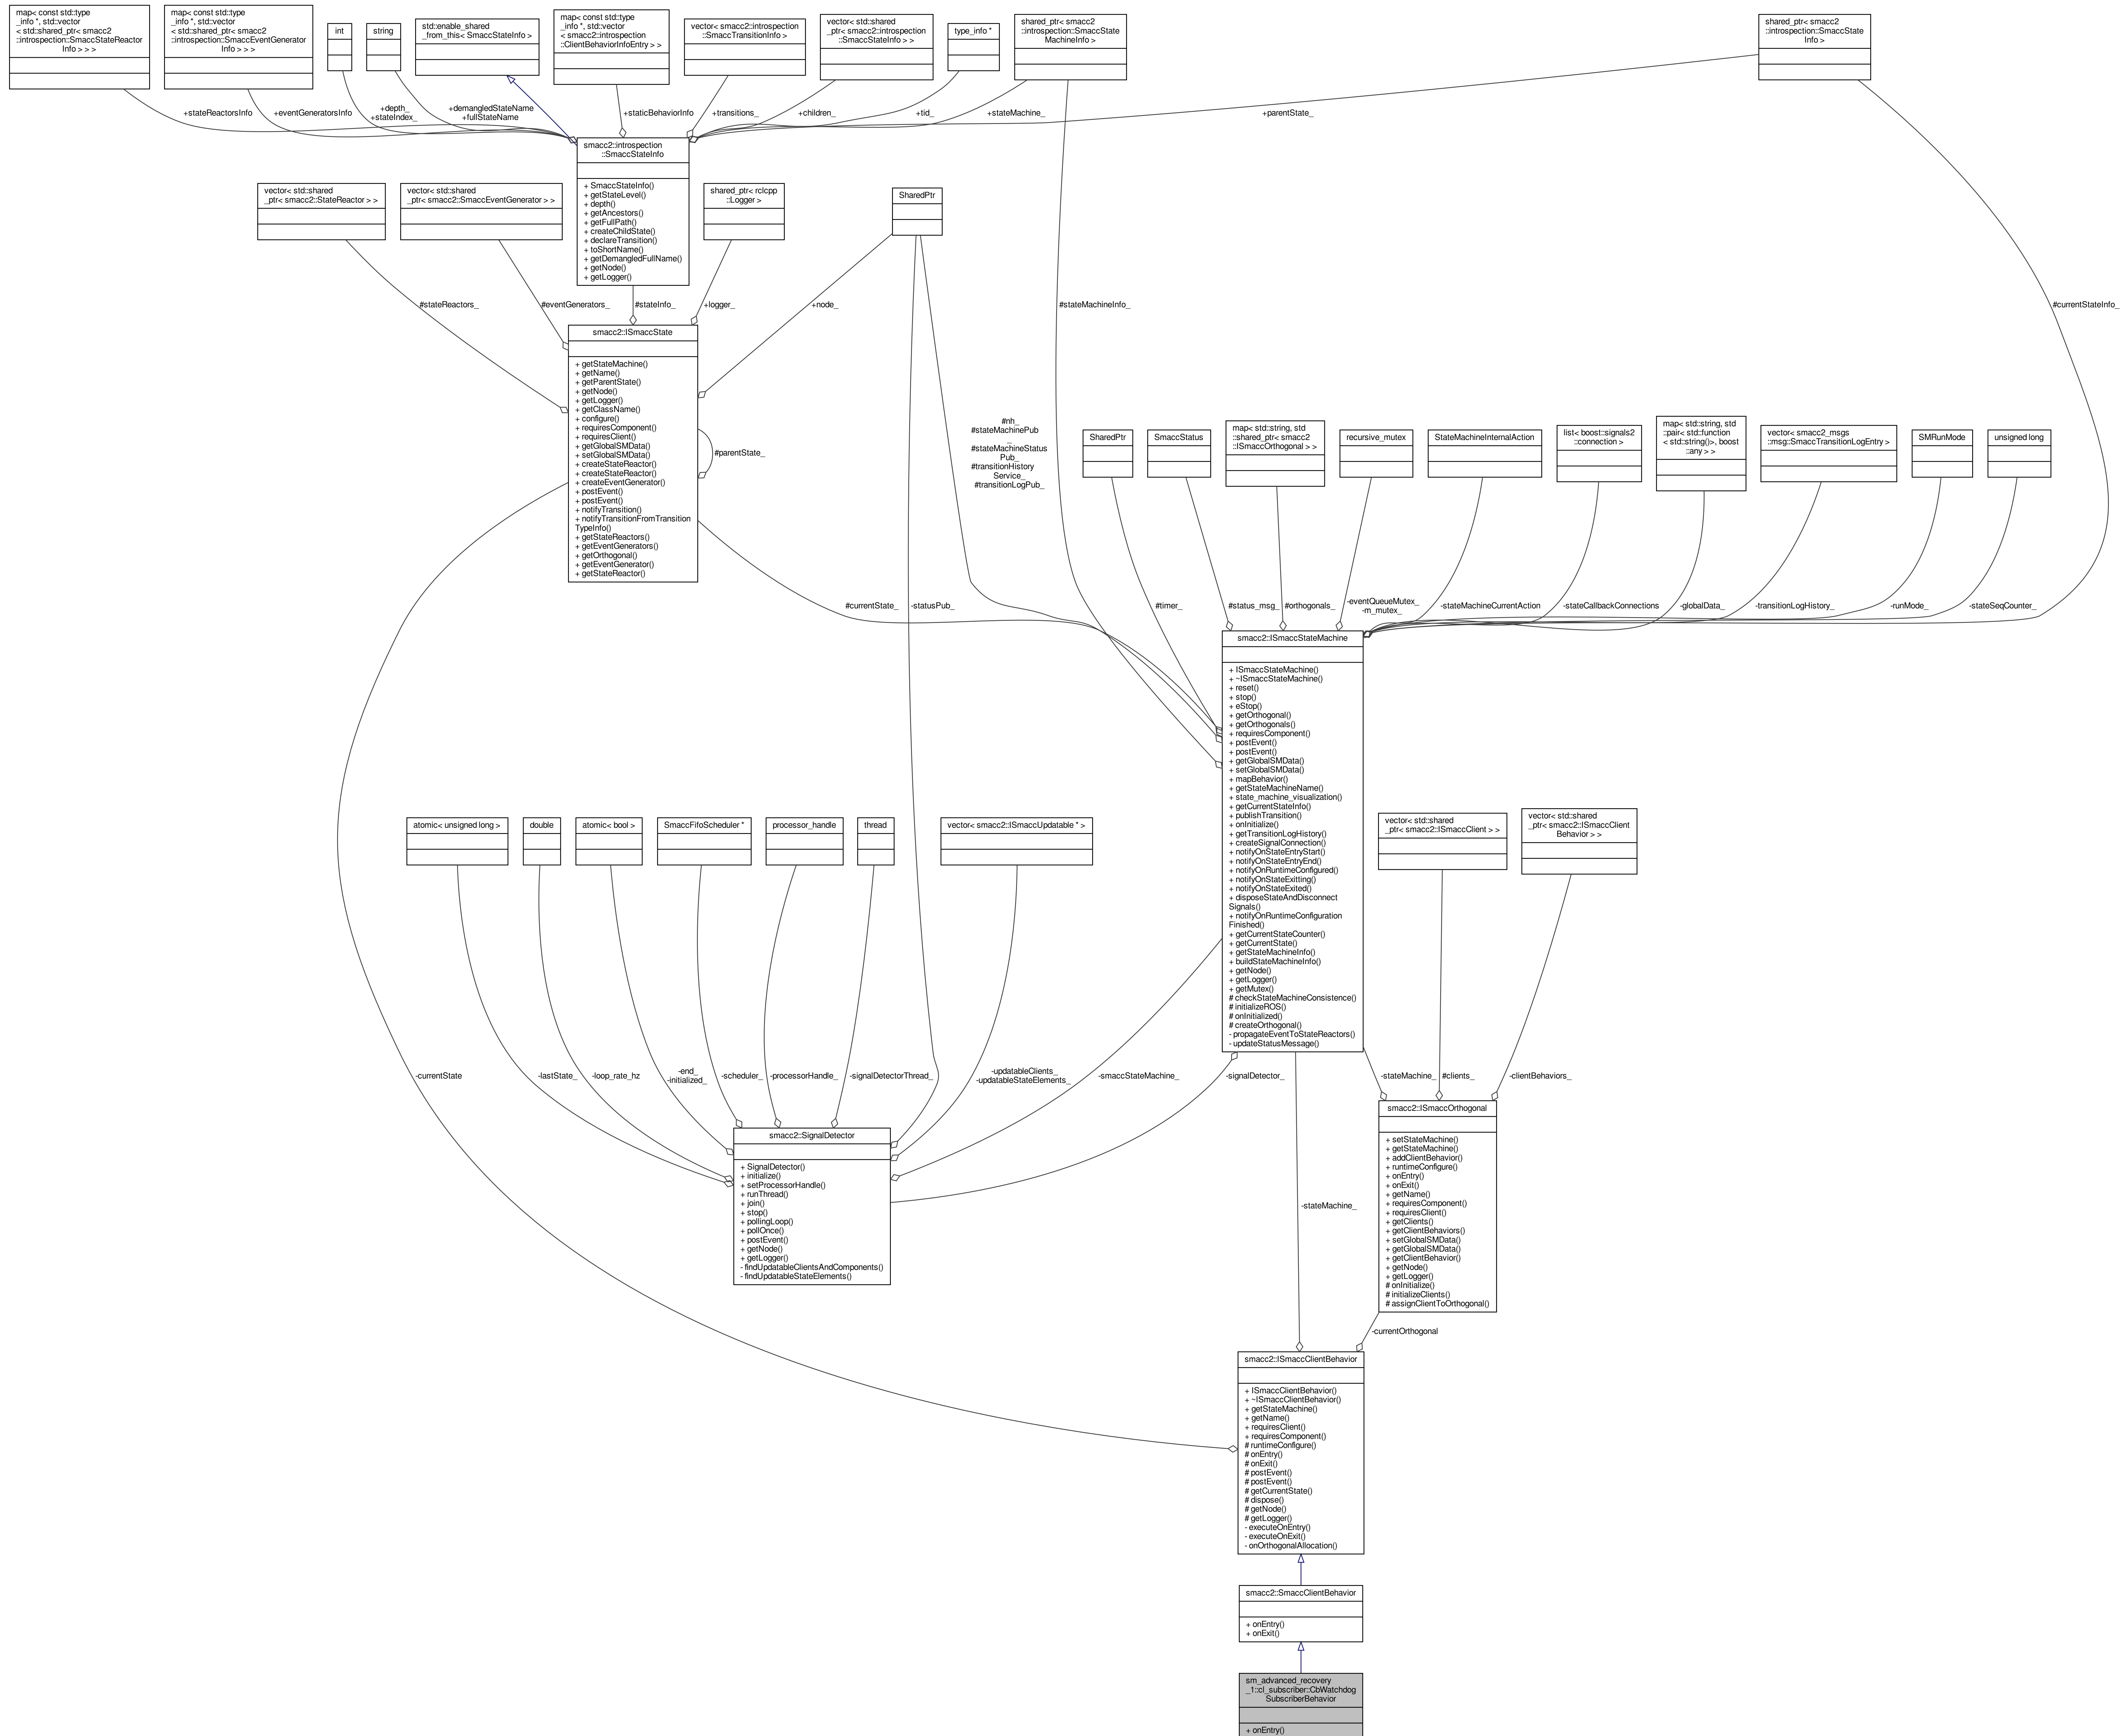 map< const std::type
_info *, std::vector
< std::shared_ptr< smacc2
::introspection::SmaccStateReactor
Info > > >
map< const std::type
_info *, std::vector
< std::shared_ptr< smacc2
::introspection::SmaccEventGenerator
Info > > >
int
string
std::enable_shared
_from_this< SmaccStateInfo >
map< const std::type
_info *, std::vector
< smacc2::introspection
::ClientBehaviorInfoEntry > >
vector< smacc2::introspection
::SmaccTransitionInfo >
vector< std::shared
_ptr< smacc2::introspection
::SmaccStateInfo > >
type_info *
shared_ptr< smacc2
::introspection::SmaccState
MachineInfo >
shared_ptr< smacc2
::introspection::SmaccState
Info >
+stateReactorsInfo
+eventGeneratorsInfo
+depth_
+stateIndex_
+demangledStateName
+fullStateName
+staticBehaviorInfo
+transitions_
+children_
+tid_
+stateMachine_
+parentState_
smacc2::introspection
::SmaccStateInfo
+ SmaccStateInfo()
+ getStateLevel()
+ depth()
+ getAncestors()
+ getFullPath()
+ createChildState()
+ declareTransition()
+ toShortName()
+ getDemangledFullName()
+ getNode()
+ getLogger()
vector< std::shared
_ptr< smacc2::StateReactor > >
vector< std::shared
_ptr< smacc2::SmaccEventGenerator > >
shared_ptr< rclcpp
::Logger >
SharedPtr
#stateReactors_
#eventGenerators_
#stateInfo_
+logger_
+node_
#stateMachineInfo_
#currentStateInfo_
smacc2::ISmaccState
+ getStateMachine()
+ getName()
+ getParentState()
+ getNode()
+ getLogger()
+ getClassName()
+ configure()
+ requiresComponent()
+ requiresClient()
+ getGlobalSMData()
+ setGlobalSMData()
+ createStateReactor()
+ createStateReactor()
+ createEventGenerator()
+ postEvent()
+ postEvent()
+ notifyTransition()
+ notifyTransitionFromTransition
TypeInfo()
+ getStateReactors()
+ getEventGenerators()
+ getOrthogonal()
+ getEventGenerator()
+ getStateReactor()
#parentState_
#nh_
#stateMachinePub
_
#stateMachineStatus
Pub_
#transitionHistory
Service_
#transitionLogPub_
SharedPtr
SmaccStatus
map< std::string, std
::shared_ptr< smacc2
::ISmaccOrthogonal > >
recursive_mutex
StateMachineInternalAction
list< boost::signals2
::connection >
map< std::string, std
::pair< std::function
< std::string()>, boost
::any > >
vector< smacc2_msgs
::msg::SmaccTransitionLogEntry >
SMRunMode
unsigned long
#currentState_
-statusPub_
#timer_
#status_msg_
#orthogonals_
-eventQueueMutex_
-m_mutex_
-stateMachineCurrentAction
-stateCallbackConnections
-globalData_
-transitionLogHistory_
-runMode_
-stateSeqCounter_
smacc2::ISmaccStateMachine
+ ISmaccStateMachine()
+ ~ISmaccStateMachine()
+ reset()
+ stop()
+ eStop()
+ getOrthogonal()
+ getOrthogonals()
+ requiresComponent()
+ postEvent()
+ postEvent()
+ getGlobalSMData()
+ setGlobalSMData()
+ mapBehavior()
+ getStateMachineName()
+ state_machine_visualization()
+ getCurrentStateInfo()
+ publishTransition()
+ onInitialize()
+ getTransitionLogHistory()
+ createSignalConnection()
+ notifyOnStateEntryStart()
+ notifyOnStateEntryEnd()
+ notifyOnRuntimeConfigured()
+ notifyOnStateExitting()
+ notifyOnStateExited()
+ disposeStateAndDisconnect
Signals()
+ notifyOnRuntimeConfiguration
Finished()
+ getCurrentStateCounter()
+ getCurrentState()
+ getStateMachineInfo()
+ buildStateMachineInfo()
+ getNode()
+ getLogger()
+ getMutex()
# checkStateMachineConsistence()
# initializeROS()
# onInitialized()
# createOrthogonal()
- propagateEventToStateReactors()
- updateStatusMessage()
atomic< unsigned long >
double
atomic< bool >
SmaccFifoScheduler *
processor_handle
thread
vector< smacc2::ISmaccUpdatable * >
vector< std::shared
_ptr< smacc2::ISmaccClient > >
vector< std::shared
_ptr< smacc2::ISmaccClient
Behavior > >
-currentState
-lastState_
-loop_rate_hz
-end_
-initialized_
-scheduler_
-processorHandle_
-signalDetectorThread_
-updatableClients_
-updatableStateElements_
-smaccStateMachine_
-signalDetector_
-stateMachine_
#clients_
-clientBehaviors_
smacc2::SignalDetector
+ SignalDetector()
+ initialize()
+ setProcessorHandle()
+ runThread()
+ join()
+ stop()
+ pollingLoop()
+ pollOnce()
+ postEvent()
+ getNode()
+ getLogger()
- findUpdatableClientsAndComponents()
- findUpdatableStateElements()
smacc2::ISmaccOrthogonal
+ setStateMachine()
+ getStateMachine()
+ addClientBehavior()
+ runtimeConfigure()
+ onEntry()
+ onExit()
+ getName()
+ requiresComponent()
+ requiresClient()
+ getClients()
+ getClientBehaviors()
+ setGlobalSMData()
+ getGlobalSMData()
+ getClientBehavior()
+ getNode()
+ getLogger()
# onInitialize()
# initializeClients()
# assignClientToOrthogonal()
-stateMachine_
-currentOrthogonal
smacc2::ISmaccClientBehavior
+ ISmaccClientBehavior()
+ ~ISmaccClientBehavior()
+ getStateMachine()
+ getName()
+ requiresClient()
+ requiresComponent()
# runtimeConfigure()
# onEntry()
# onExit()
# postEvent()
# postEvent()
# getCurrentState()
# dispose()
# getNode()
# getLogger()
- executeOnEntry()
- executeOnExit()
- onOrthogonalAllocation()
smacc2::SmaccClientBehavior
+ onEntry()
+ onExit()
sm_advanced_recovery
_1::cl_subscriber::CbWatchdog
SubscriberBehavior
+ onEntry()